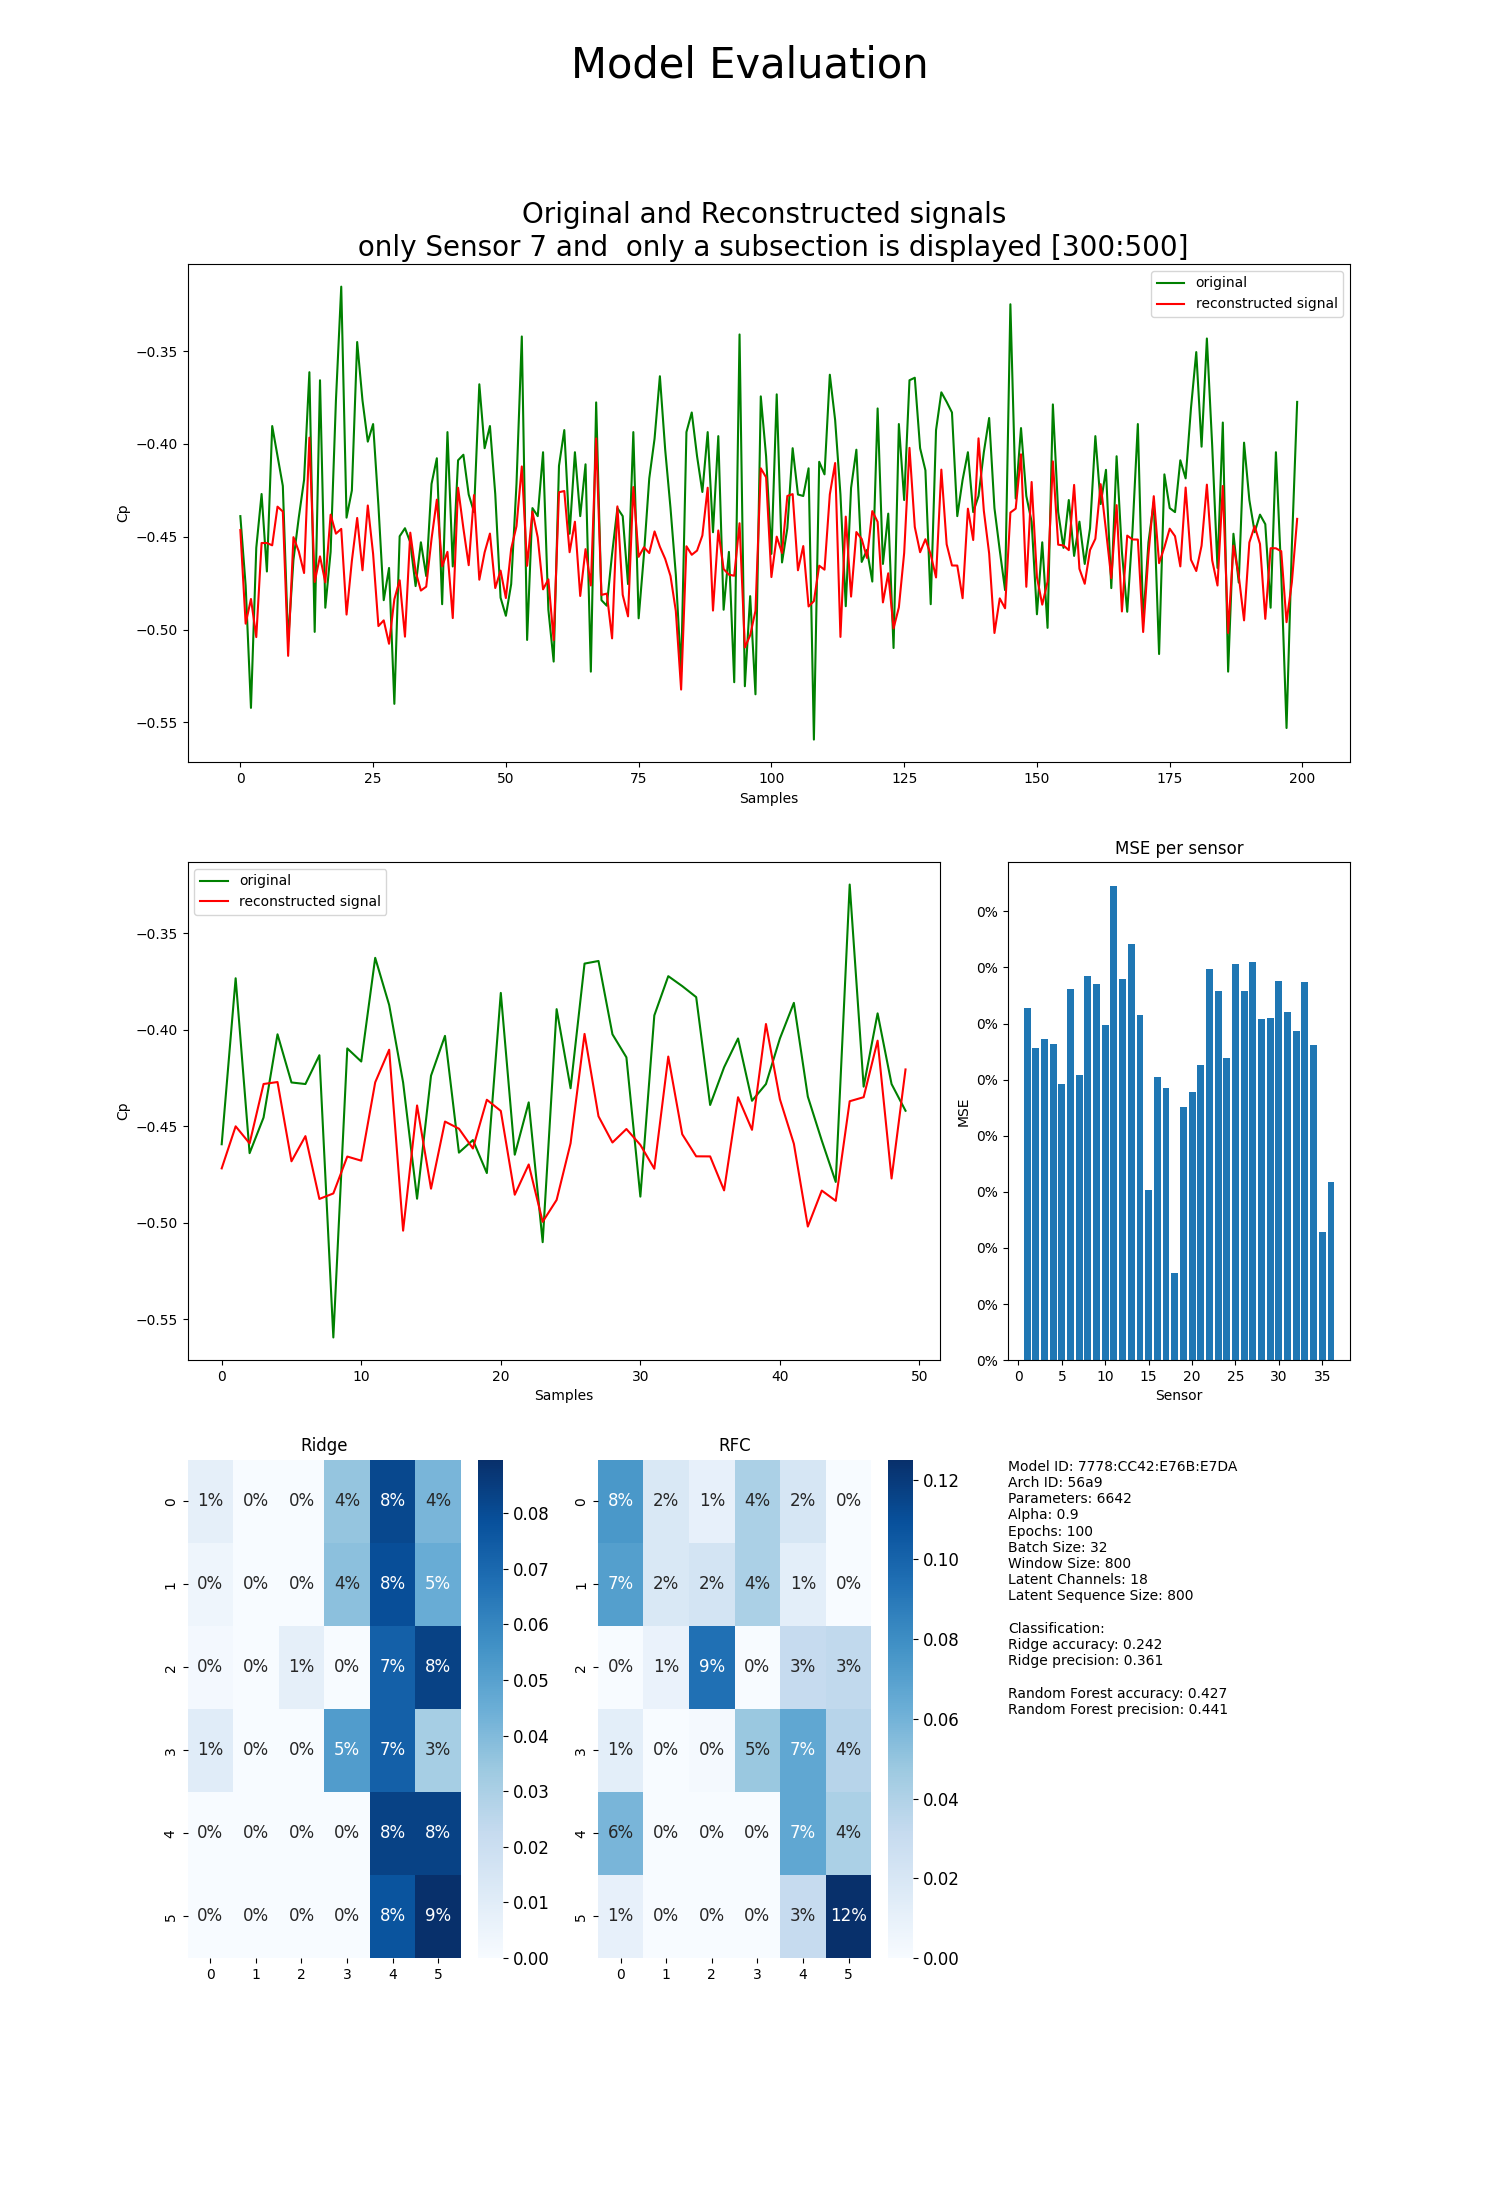 Model Evaluation
Original and Reconstructed signals
only Sensor 7 and  only a subsection is displayed [300:500]
original
reconstructed signal
−0.35
−0.40
−0.45
−0.50
−0.55
Cp
0 25 50 75 100 125 150 175 200
Samples
original
reconstructed signal
−0.35
−0.40
−0.45
−0.50
−0.55
Cp
0 10 20 30 40 50
Samples
MSE per sensor
0%
0%
0%
0%
0%
0%
0%
0%
0%
MSE
0 5 10 15 20 25 30 35
Sensor
Ridge
0 1% 0% 0% 4% 8% 4%
1 0% 0% 0% 4% 8% 5%
2 0% 0% 1% 0% 7% 8%
3 1% 0% 0% 5% 7% 3%
4 0% 0% 0% 0% 8% 8%
5 0% 0% 0% 0% 8% 9%
0 1 2 3 4 5
0.08
0.07
0.06
0.05
0.04
0.03
0.02
0.01
0.00
RFC
0 8% 2% 1% 4% 2% 0%
1 7% 2% 2% 4% 1% 0%
2 0% 1% 9% 0% 3% 3%
3 1% 0% 0% 5% 7% 4%
4 6% 0% 0% 0% 7% 4%
5 1% 0% 0% 0% 3% 12%
0 1 2 3 4 5
0.12
0.10
0.08
0.06
0.04
0.02
0.00
Model ID: 7778:CC42:E76B:E7DA
Arch ID: 56a9
Parameters: 6642
Alpha: 0.9
Epochs: 100
Batch Size: 32
Window Size: 800
Latent Channels: 18
Latent Sequence Size: 800
Classification:
Ridge accuracy: 0.242
Ridge precision: 0.361
Random Forest accuracy: 0.427
Random Forest precision: 0.441